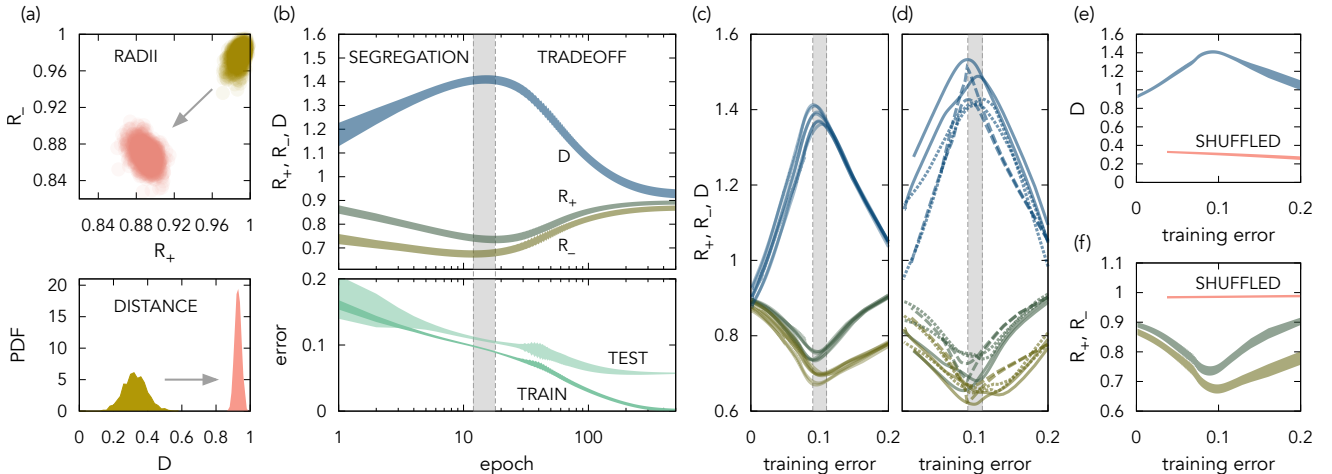 (a)
1
0.96
0.92
0.88
0.84
R_
RADII
0.84 0.88 0.92 0.96 1
R+
20
15
10
5
0
PDF
DISTANCE
0 0.2 0.4 0.6 0.8 1
D
(b)
1.6
1.5
1.4
1.3
1.2
1.1
1
0.9
0.8
0.7
R+, R_, D
SEGREGATION TRADEOFF
D
R+
R_
0.2
0.1
0
error
TEST
TRAIN
1 10 100
epoch
(c)
1.6
1.4
1.2
1
0.8
0.6
R+, R_, D
0 0.1 0.2
training error
(d)
0.1 0.2
training error
(e)
1.6
1.4
1.2
1
0.8
0.6
0.4
0.2
0
D
SHUFFLED
0 0.1 0.2
training error
(f)
1.1
1
0.9
0.8
0.7
0.6
R+, R_
SHUFFLED
0 0.1 0.2
training error